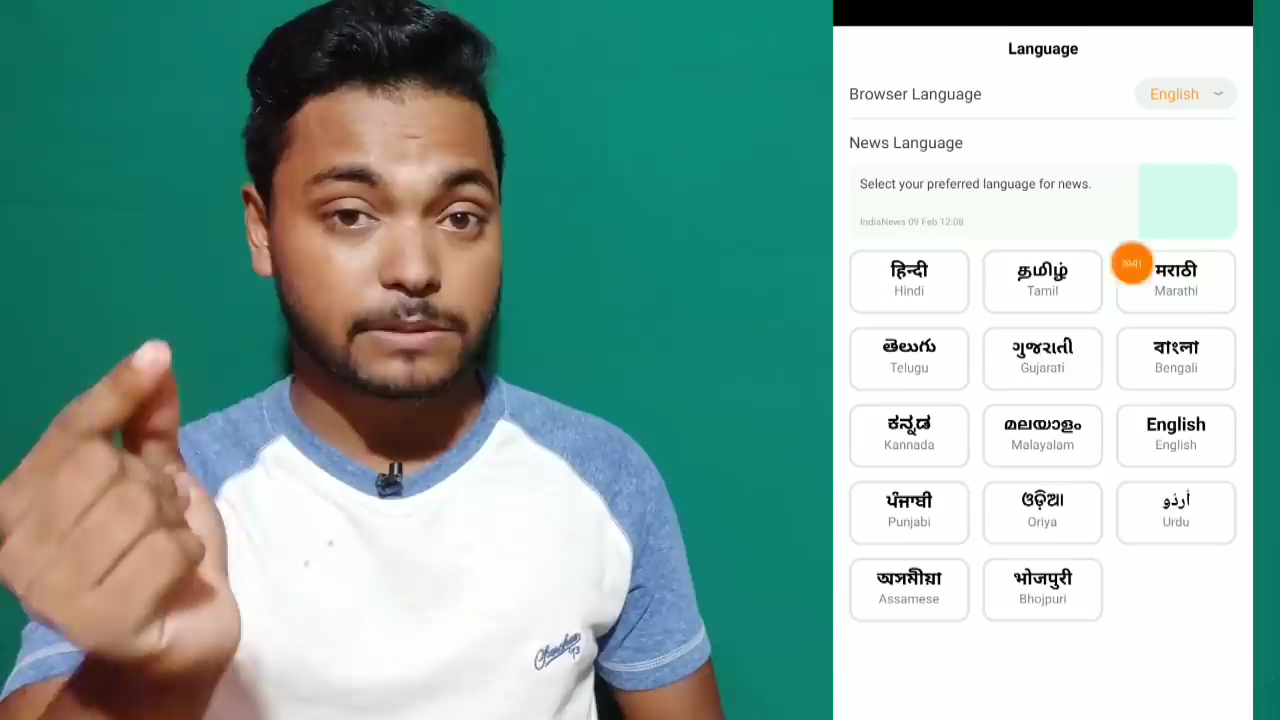 Language
Browser Language
English
News Language
Select your preferred language for news.
IndiaNews 09 Feb 12:08
हिन्दी
Hindi
தமிழ்
Tamil
मराठी
Marathi
తెలుగు
Telugu
ગુજરાતી
Gujarati
বাংলা
Bengali
ಕನ್ನಡ
Kannada
മലയാളം
Malayalam
English
English
ਪੰਜਾਬੀ
Punjabi
ଓଡ଼ିଆ
Oriya
أردو
Urdu
অসমীয়া
Assamese
भोजपुरी
Bhojpuri